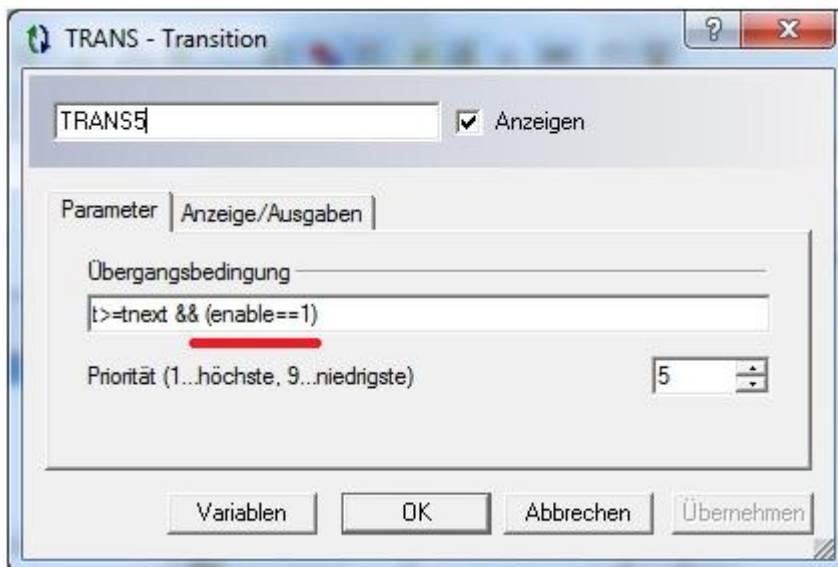 TRANS - Transition
?
TRANS5
Anzeigen
Parameter
Anzeige/Ausgaben
Übergangsbedingung
t>=tnext && (enable==1)
Priorität (1...höchste, 9...niedrigste)
5
Variablen
OK
Abbrechen
Übernehmen